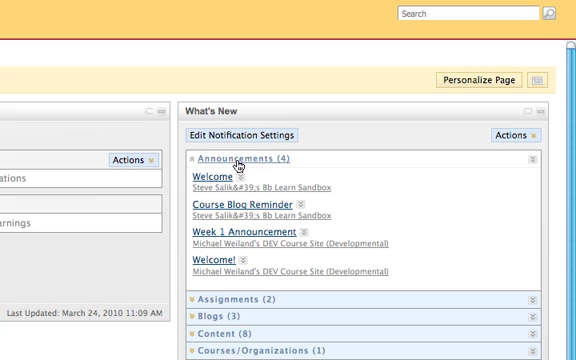 Search
Personalize Page
What's New
Edit Notification Settings
Actions
Actions
Announcements (4)
ations
Welcome
Steve Salik&#39;s Bb Learn Sandbox
Course Blog Reminder
Steve Salik&#39;s Bb Learn Sandbox
arnings
Week 1 Announcement
Michael Weiland's DEV Course Site (Developmental)
Welcome!
Michael Weiland's DEV Course Site (Developmental)
Assignments (2)
Last Updated: March 24, 2010 11:09 AM
Blogs (3)
Content (8)
Courses/Organizations (1)